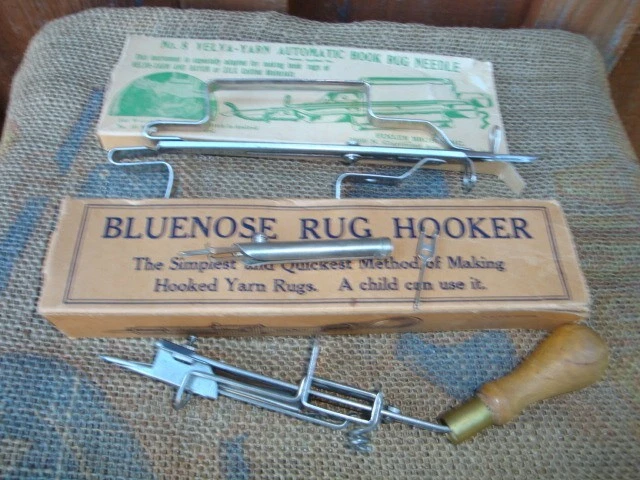 No. 8 VELVA-YARN AUTOMATIC HOOK RUG NEEDLE
BLUENOSE RUG HOOKER
The Simplest and Quickest Method of Making
Hooked Yarn Rugs. A child can use it.